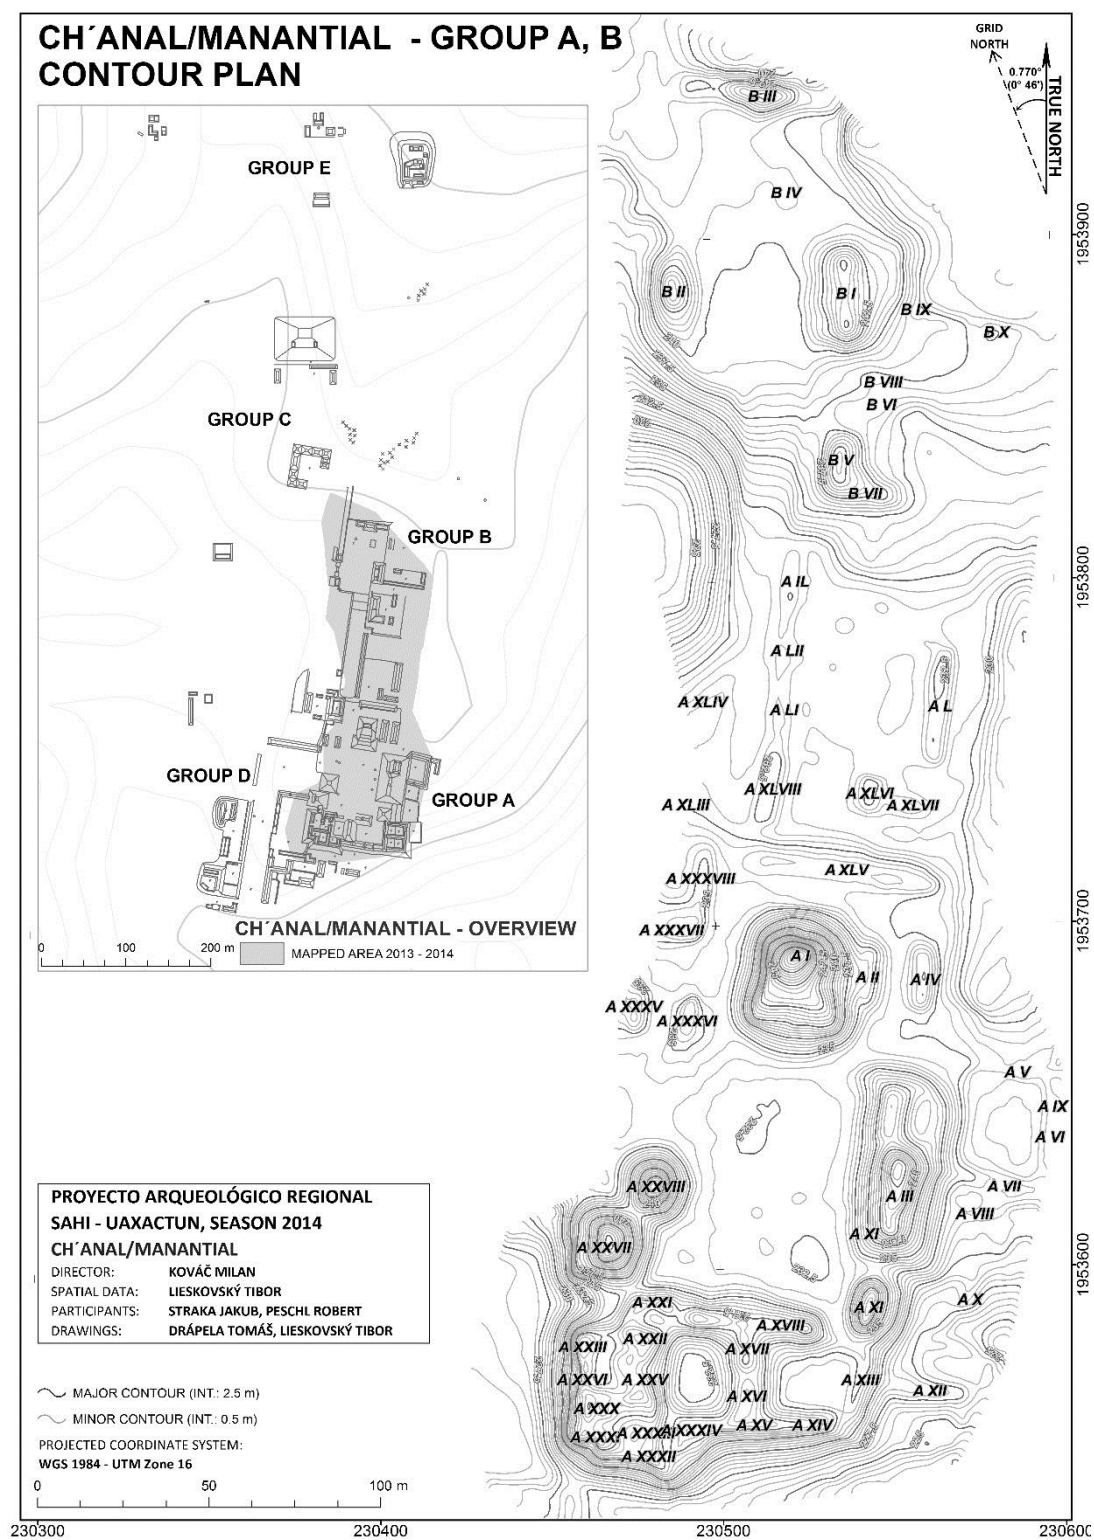 CH´ANAL/MANANTIAL - GROUP A, B
CONTOUR PLAN
GRID
NORTH
0.770°
(0° 46')
TRUE NORTH
GROUP E
GROUP C
GROUP B
GROUP D
GROUP A
CH´ANAL/MANANTIAL - OVERVIEW
0 100 200 m
MAPPED AREA 2013 - 2014
B III
B IV
B II
B I
B IX
B X
B VIII
B VI
B V
B VII
A IL
A LII
A XLIV
A LI
A L
A XLVIII
A XLVI
A XLIII
A XLVII
A XLV
A XXXVIII
A XXXVII
A I
A II
A IV
A XXXV
A XXXVI
A V
A IX
A VI
A XXVIII
A III
A VII
A VIII
A XI
A XXVII
A XXI
A XI
A X
A XVIII
A XXII
A XXIII
A XVII
A XXVI
A XXV
A XIII
A XII
A XVI
A XXX
A XXXIV
A XV
A XIV
A XXXII
1953900
1953800
1953700
1953600
PROYECTO ARQUEOLÓGICO REGIONAL
SAHI - UAXACTUN, SEASON 2014
CH´ANAL/MANANTIAL
DIRECTOR: KOVÁČ MILAN
SPATIAL DATA: LIESKOVSKÝ TIBOR
PARTICIPANTS: STRAKA JAKUB, PESCHL ROBERT
DRAWINGS: DRÁPELA TOMÁŠ, LIESKOVSKÝ TIBOR
MAJOR CONTOUR (INT.: 2.5 m)
MINOR CONTOUR (INT.: 0.5 m)
PROJECTED COORDINATE SYSTEM:
WGS 1984 - UTM Zone 16
0 50 100 m
230300 230400 230500 230600